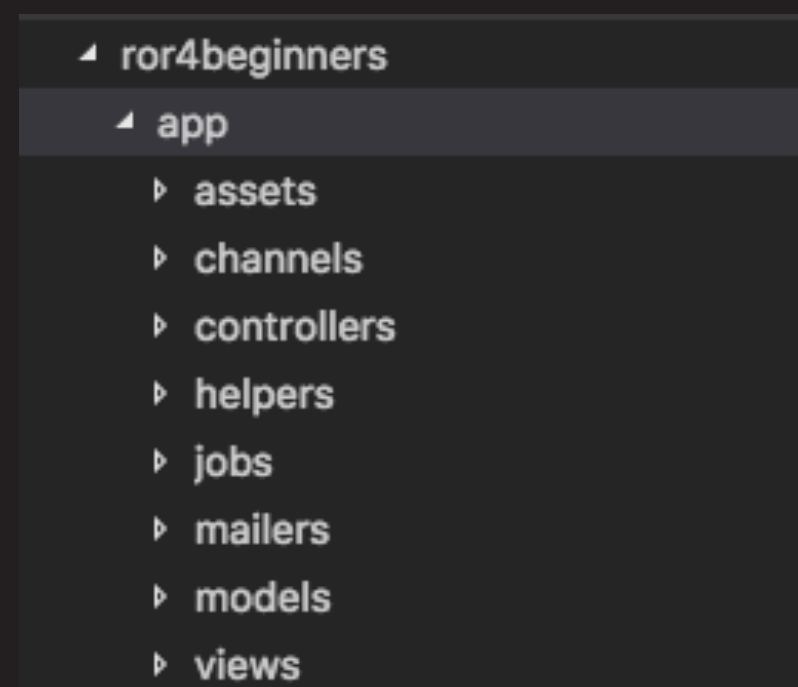 ror4beginners
app
assets
channels
controllers
helpers
jobs
mailers
models
views